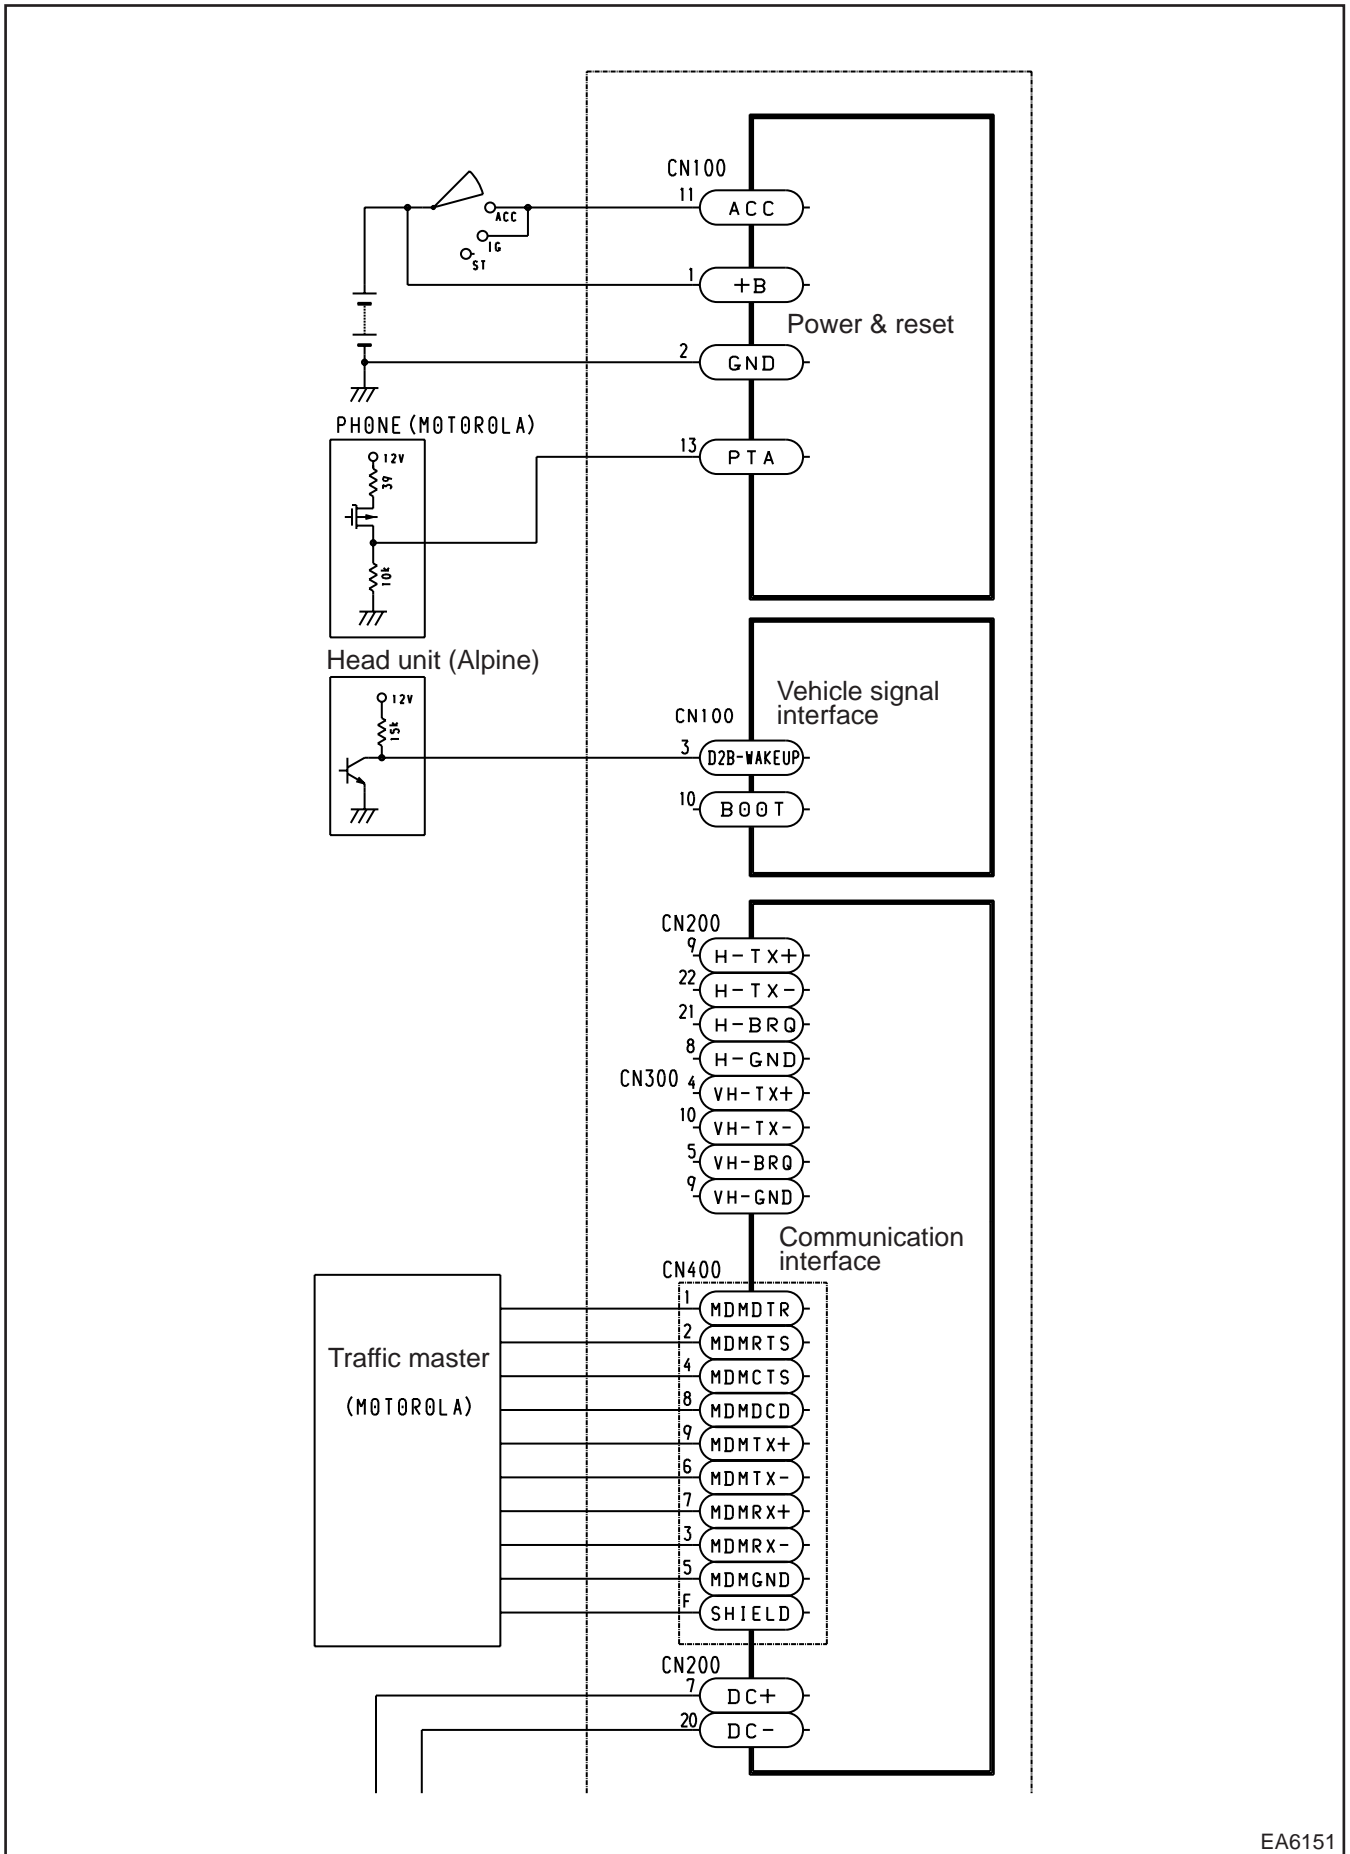 CN100
11
ACC
ACC
IG
ST
1
+B
Power & reset
2
GND
PHONE (MOTOROLA)
13
PTA
12V
39
10k
Head unit (Alpine)
12V
15k
Vehicle signal
interface
CN100
3
D2B-WAKEUP
10
BOOT
CN200
9
H-TX+
22
H-TX-
21
H-BRQ
8
H-GND
CN300
4
VH-TX+
10
VH-TX-
5
VH-BRQ
9
VH-GND
Communication
interface
CN400
1
MDMDTR
2
MDMRTS
Traffic master
(MOTOROLA)
4
MDMCTS
8
MDMDCD
9
MDMTX+
6
MDMTX-
7
MDMRX+
3
MDMRX-
5
MDMGND
F
SHIELD
CN200
7
DC+
20
DC-
EA6151